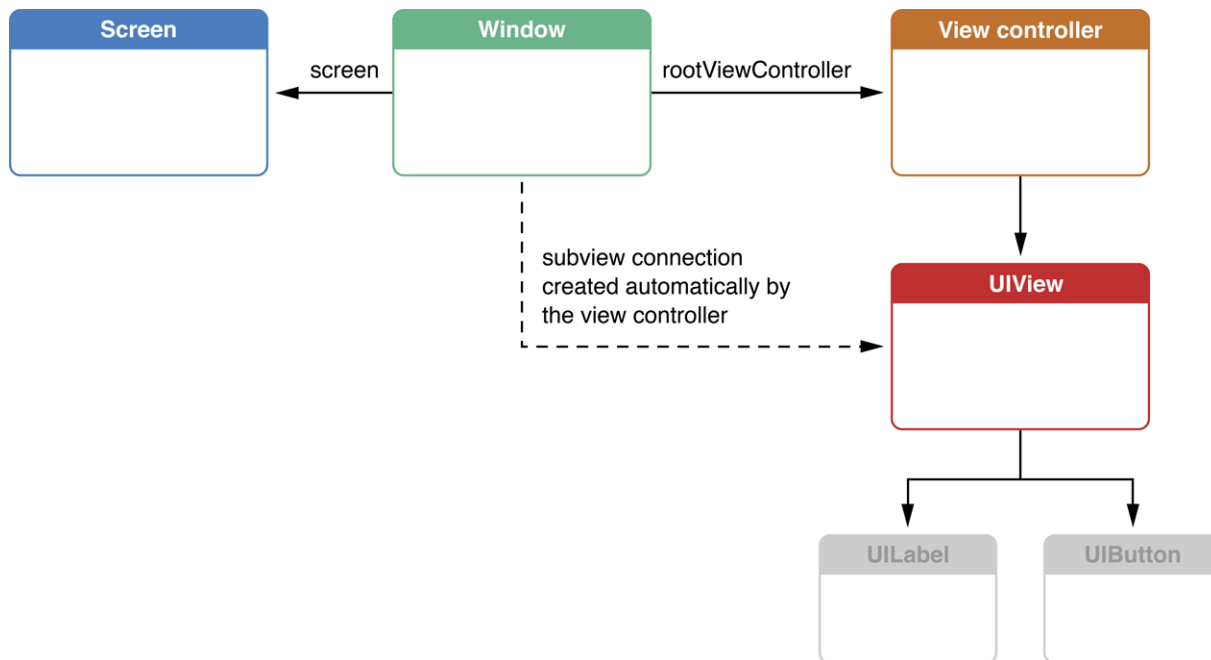 Screen
Window
View controller
screen
rootViewController
subview connection
created automatically by
the view controller
UIView
UILabel
UIButton